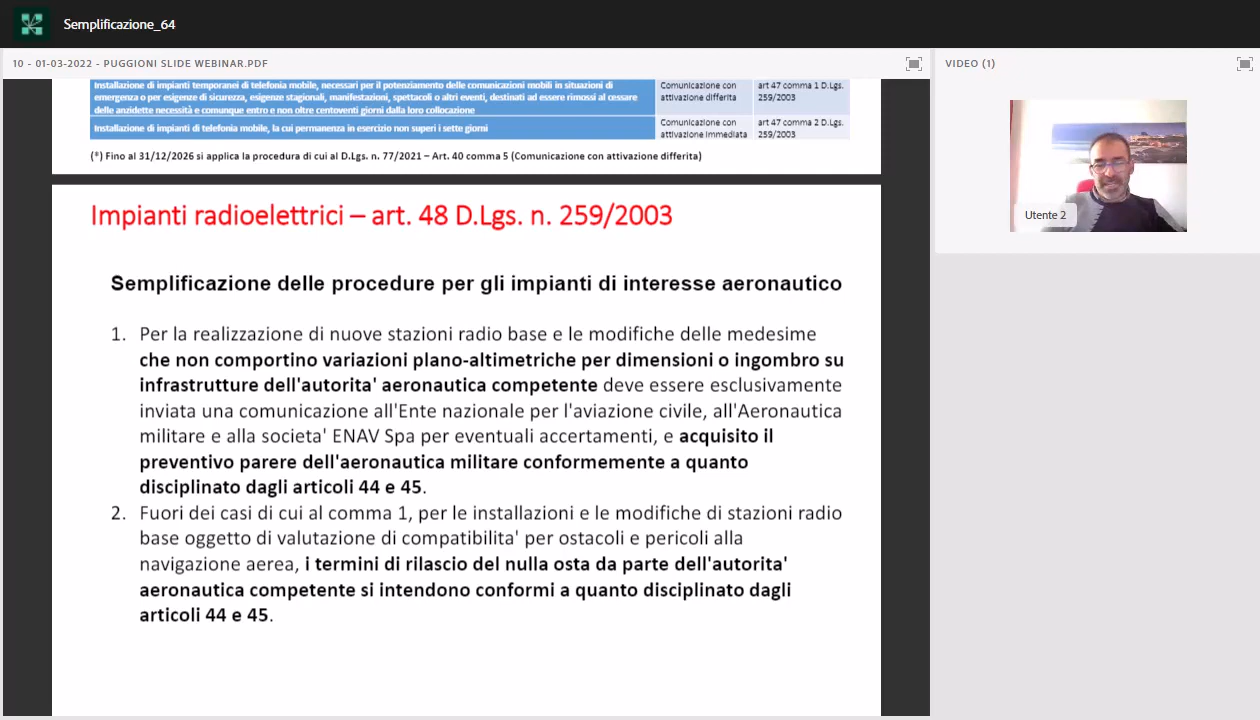 Semplificazione_64
10 - 01-03-2022 - PUGGIONI SLIDE WEBINAR.PDF
VIDEO (1)
Installazione di impianti temporanei di telefonia mobile, necessari per il potenziamento delle comunicazioni mobili in situazioni di
emergenza o per esigenze di sicurezza, esigenze stagionali, manifestazioni, spettacoli o altri eventi, destinati ad essere rimossi al cessare
delle anzidette necessità e comunque entro e non oltre centoventi giorni dalla loro collocazione
Comunicazione con
attivazione differita
art 47 comma 1 D.Lgs.
259/2003
Installazione di impianti di telefonia mobile, la cui permanenza in esercizio non superi i sette giorni
Comunicazione con
attivazione immediata
art 47 comma 2 D.Lgs.
259/2003
(*) Fino al 31/12/2026 si applica la procedura di cui al D.Lgs. n. 77/2021 – Art. 40 comma 5 (Comunicazione con attivazione differita)
Impianti radioelettrici – art. 48 D.Lgs. n. 259/2003
Semplificazione delle procedure per gli impianti di interesse aeronautico
1. Per la realizzazione di nuove stazioni radio base e le modifiche delle medesime
che non comportino variazioni plano-altimetriche per dimensioni o ingombro su
infrastrutture dell'autorita' aeronautica competente deve essere esclusivamente
inviata una comunicazione all'Ente nazionale per l'aviazione civile, all'Aeronautica
militare e alla societa' ENAV Spa per eventuali accertamenti, e acquisito il
preventivo parere dell'aeronautica militare conformemente a quanto
disciplinato dagli articoli 44 e 45.
2. Fuori dei casi di cui al comma 1, per le installazioni e le modifiche di stazioni radio
base oggetto di valutazione di compatibilita' per ostacoli e pericoli alla
navigazione aerea, i termini di rilascio del nulla osta da parte dell'autorita'
aeronautica competente si intendono conformi a quanto disciplinato dagli
articoli 44 e 45.
Utente 2